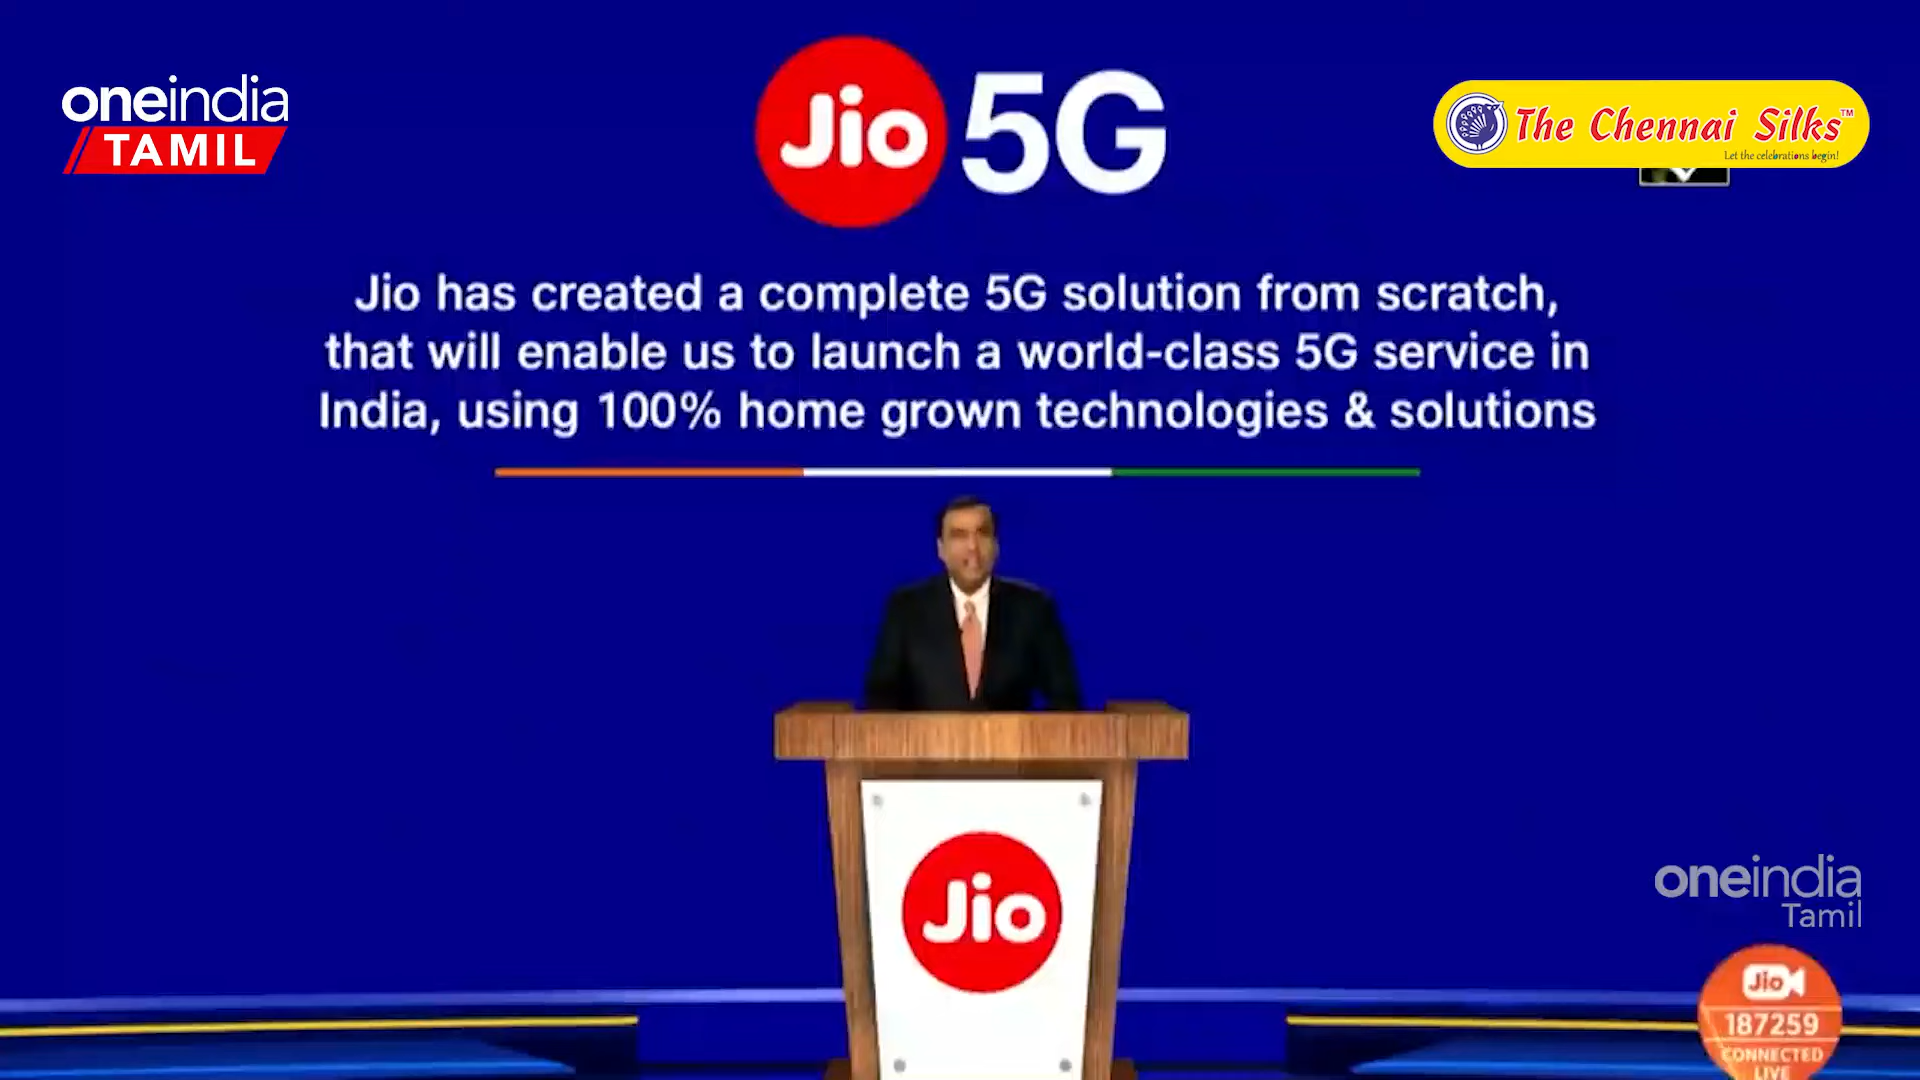 oneindia
TAMIL
Jio 5G
The Chennai Silks™
Let the celebrations begin!
Jio has created a complete 5G solution from scratch,
that will enable us to launch a world-class 5G service in
India, using 100% home grown technologies & solutions
Jio
oneindia
Tamil
Jio
187259
CONNECTED
LIVE